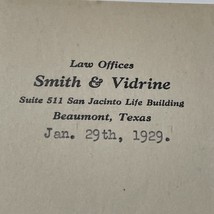 Law Offices
Smith & Vidrine
Suite 511 San Jacinto Life Building
Beaumont, Texas
Jan. 29th, 1929.